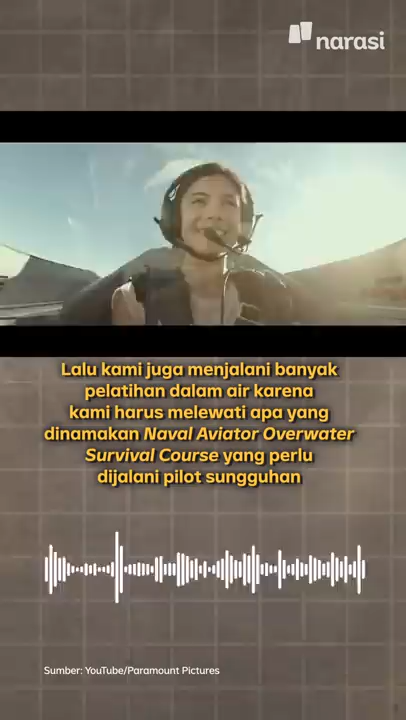 narasi
Lalu kami juga menjalani banyak
pelatihan dalam air karena
kami harus melewati apa yang
dinamakan Naval Aviator Overwater
Survival Course yang perlu
dijalani pilot sungguhan
Sumber: YouTube/Paramount Pictures